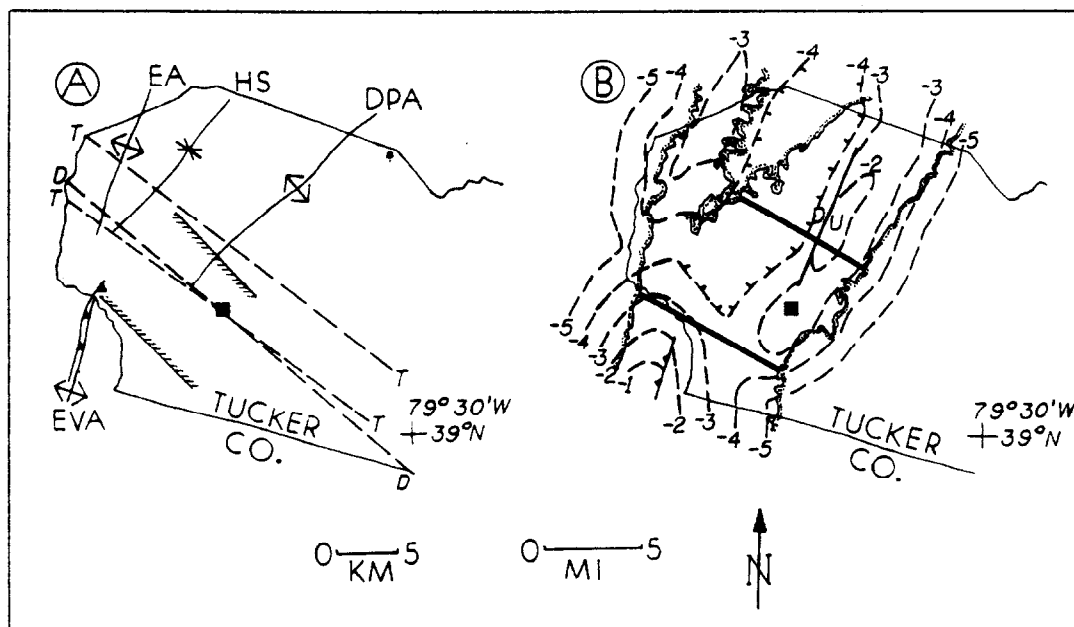 A
EA
HS
DPA
T
D
T
EVA
T
T
D
TUCKER
CO.
79° 30'W
39° N
B
-5
-4
-3
-4
-4
-3
-3
-4
-5
-2
D
U
-5
-4
-3
-2
-1
-2
-3
-4
-5
TUCKER
CO.
79° 30'W
39° N
0 5
KM
0 5
MI
N